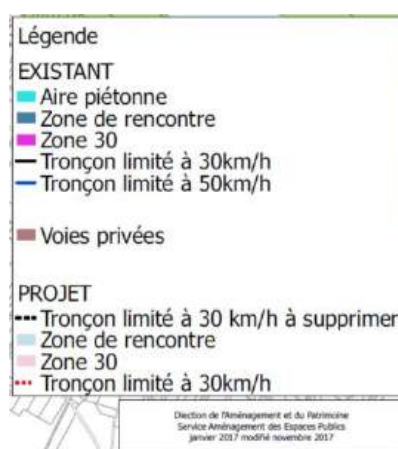 Légende
EXISTANT
Aire piétonne
Zone de rencontre
Zone 30
Tronçon limité à 30km/h
Tronçon limité à 50km/h
Voies privées
PROJET
Tronçon limité à 30 km/h à supprimer
Zone de rencontre
Zone 30
Tronçon limité à 30km/h
Diection de l'Aménagement et du Patrimoine
Service Aménagement des Espaces Publics
janvier 2017 modifié novembre 2017